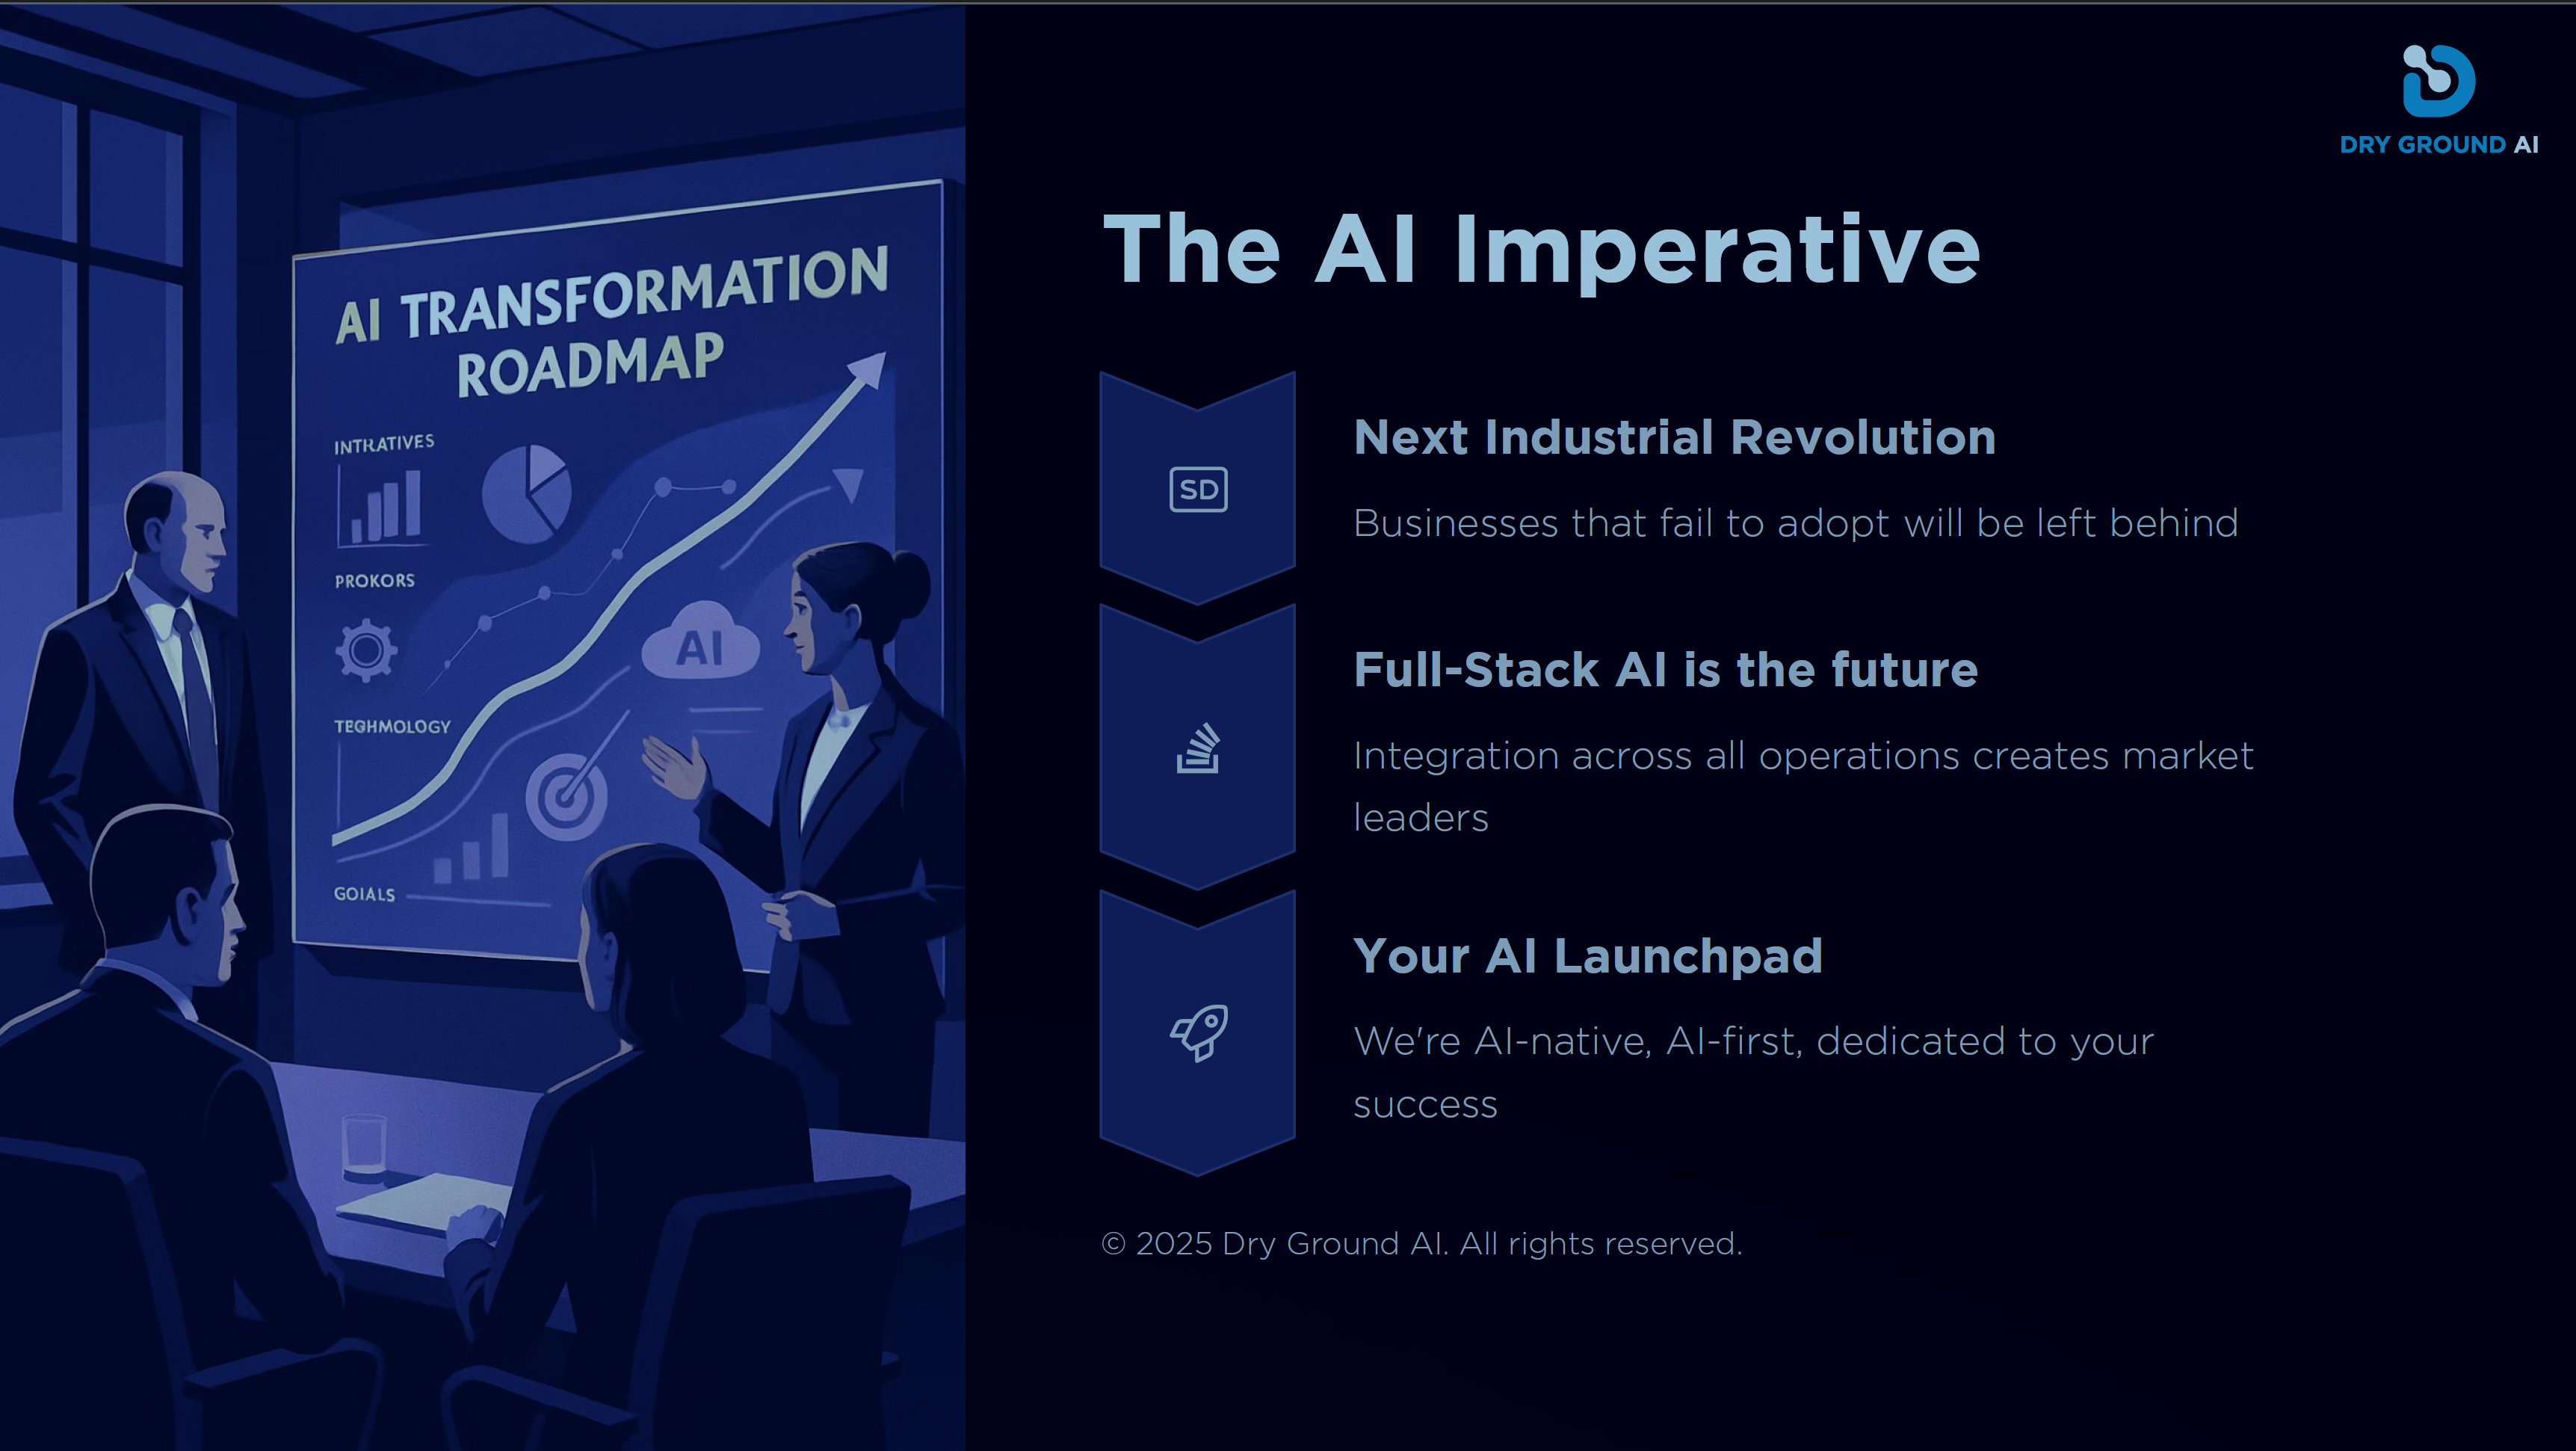 AI TRANSFORMATION
ROADMAP
INTRATIVES
PROKORS
TEGHMOLOGY
AI
GOIALS
DRY GROUND AI
The AI Imperative
SD
Next Industrial Revolution
Businesses that fail to adopt will be left behind
Full-Stack AI is the future
Integration across all operations creates market
leaders
Your AI Launchpad
We're AI-native, AI-first, dedicated to your
success
© 2025 Dry Ground AI. All rights reserved.